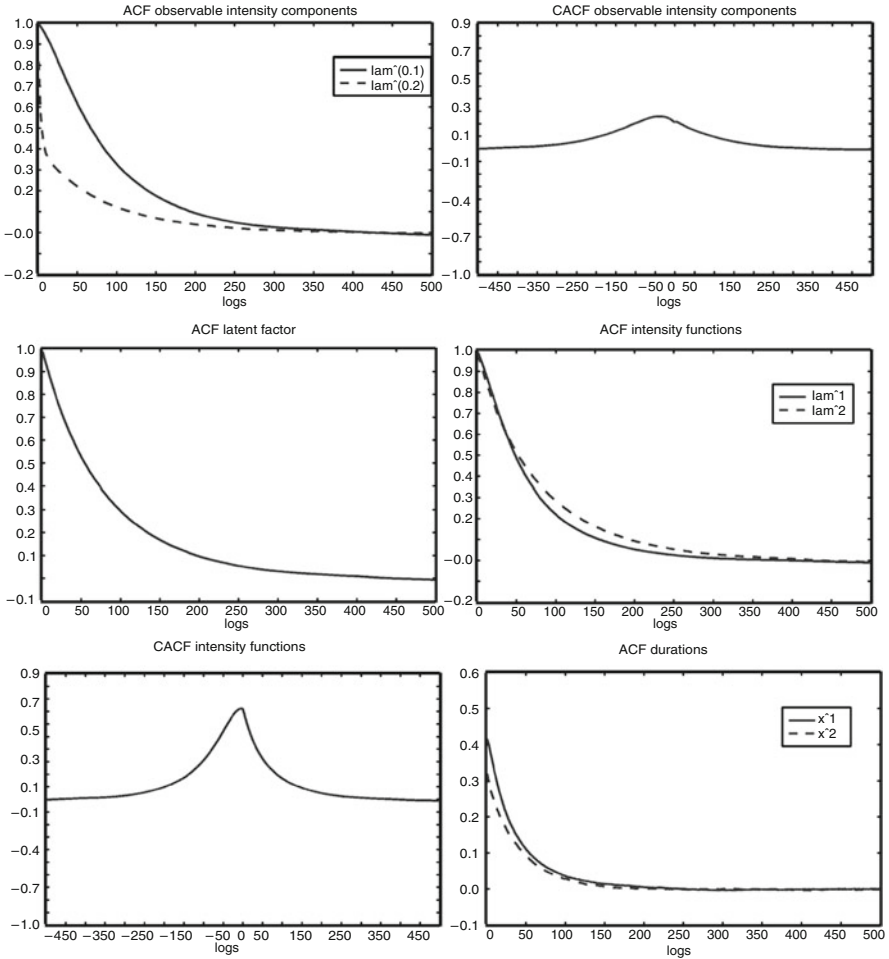 ACF observable intensity components
1.0
0.9
0.8
0.7
0.6
0.5
0.4
0.3
0.2
−0.0
−0.2
lamˆ(0.1)
lamˆ(0.2)
0 50 100 150 200 250 300 350 400 450 500
logs
CACF observable intensity components
0.9
0.7
0.5
0.3
0.1
−0.1
−0.3
−0.5
−0.7
−1.0
−450 −350 −250 −150 −50 0 50 150 250 350 450
logs
ACF latent factor
1.0
0.9
0.8
0.7
0.6
0.5
0.4
0.3
0.2
0.1
−0.1
0 50 100 150 200 250 300 350 400 450 500
logs
ACF intensity functions
1.0
0.9
0.8
0.7
0.6
0.5
0.4
0.3
0.2
−0.0
−0.2
lamˆ1
lamˆ2
0 50 100 150 200 250 300 350 400 450 500
logs
CACF intensity functions
0.9
0.7
0.5
0.3
0.1
−0.1
−0.3
−0.5
−0.7
−1.0
−450 −350 −250 −150 −50 0 50 150 250 350 450
logs
ACF durations
0.6
0.5
0.4
0.3
0.2
0.1
0.0
−0.1
xˆ1
xˆ2
0 50 100 150 200 250 300 350 400 450 500
logs